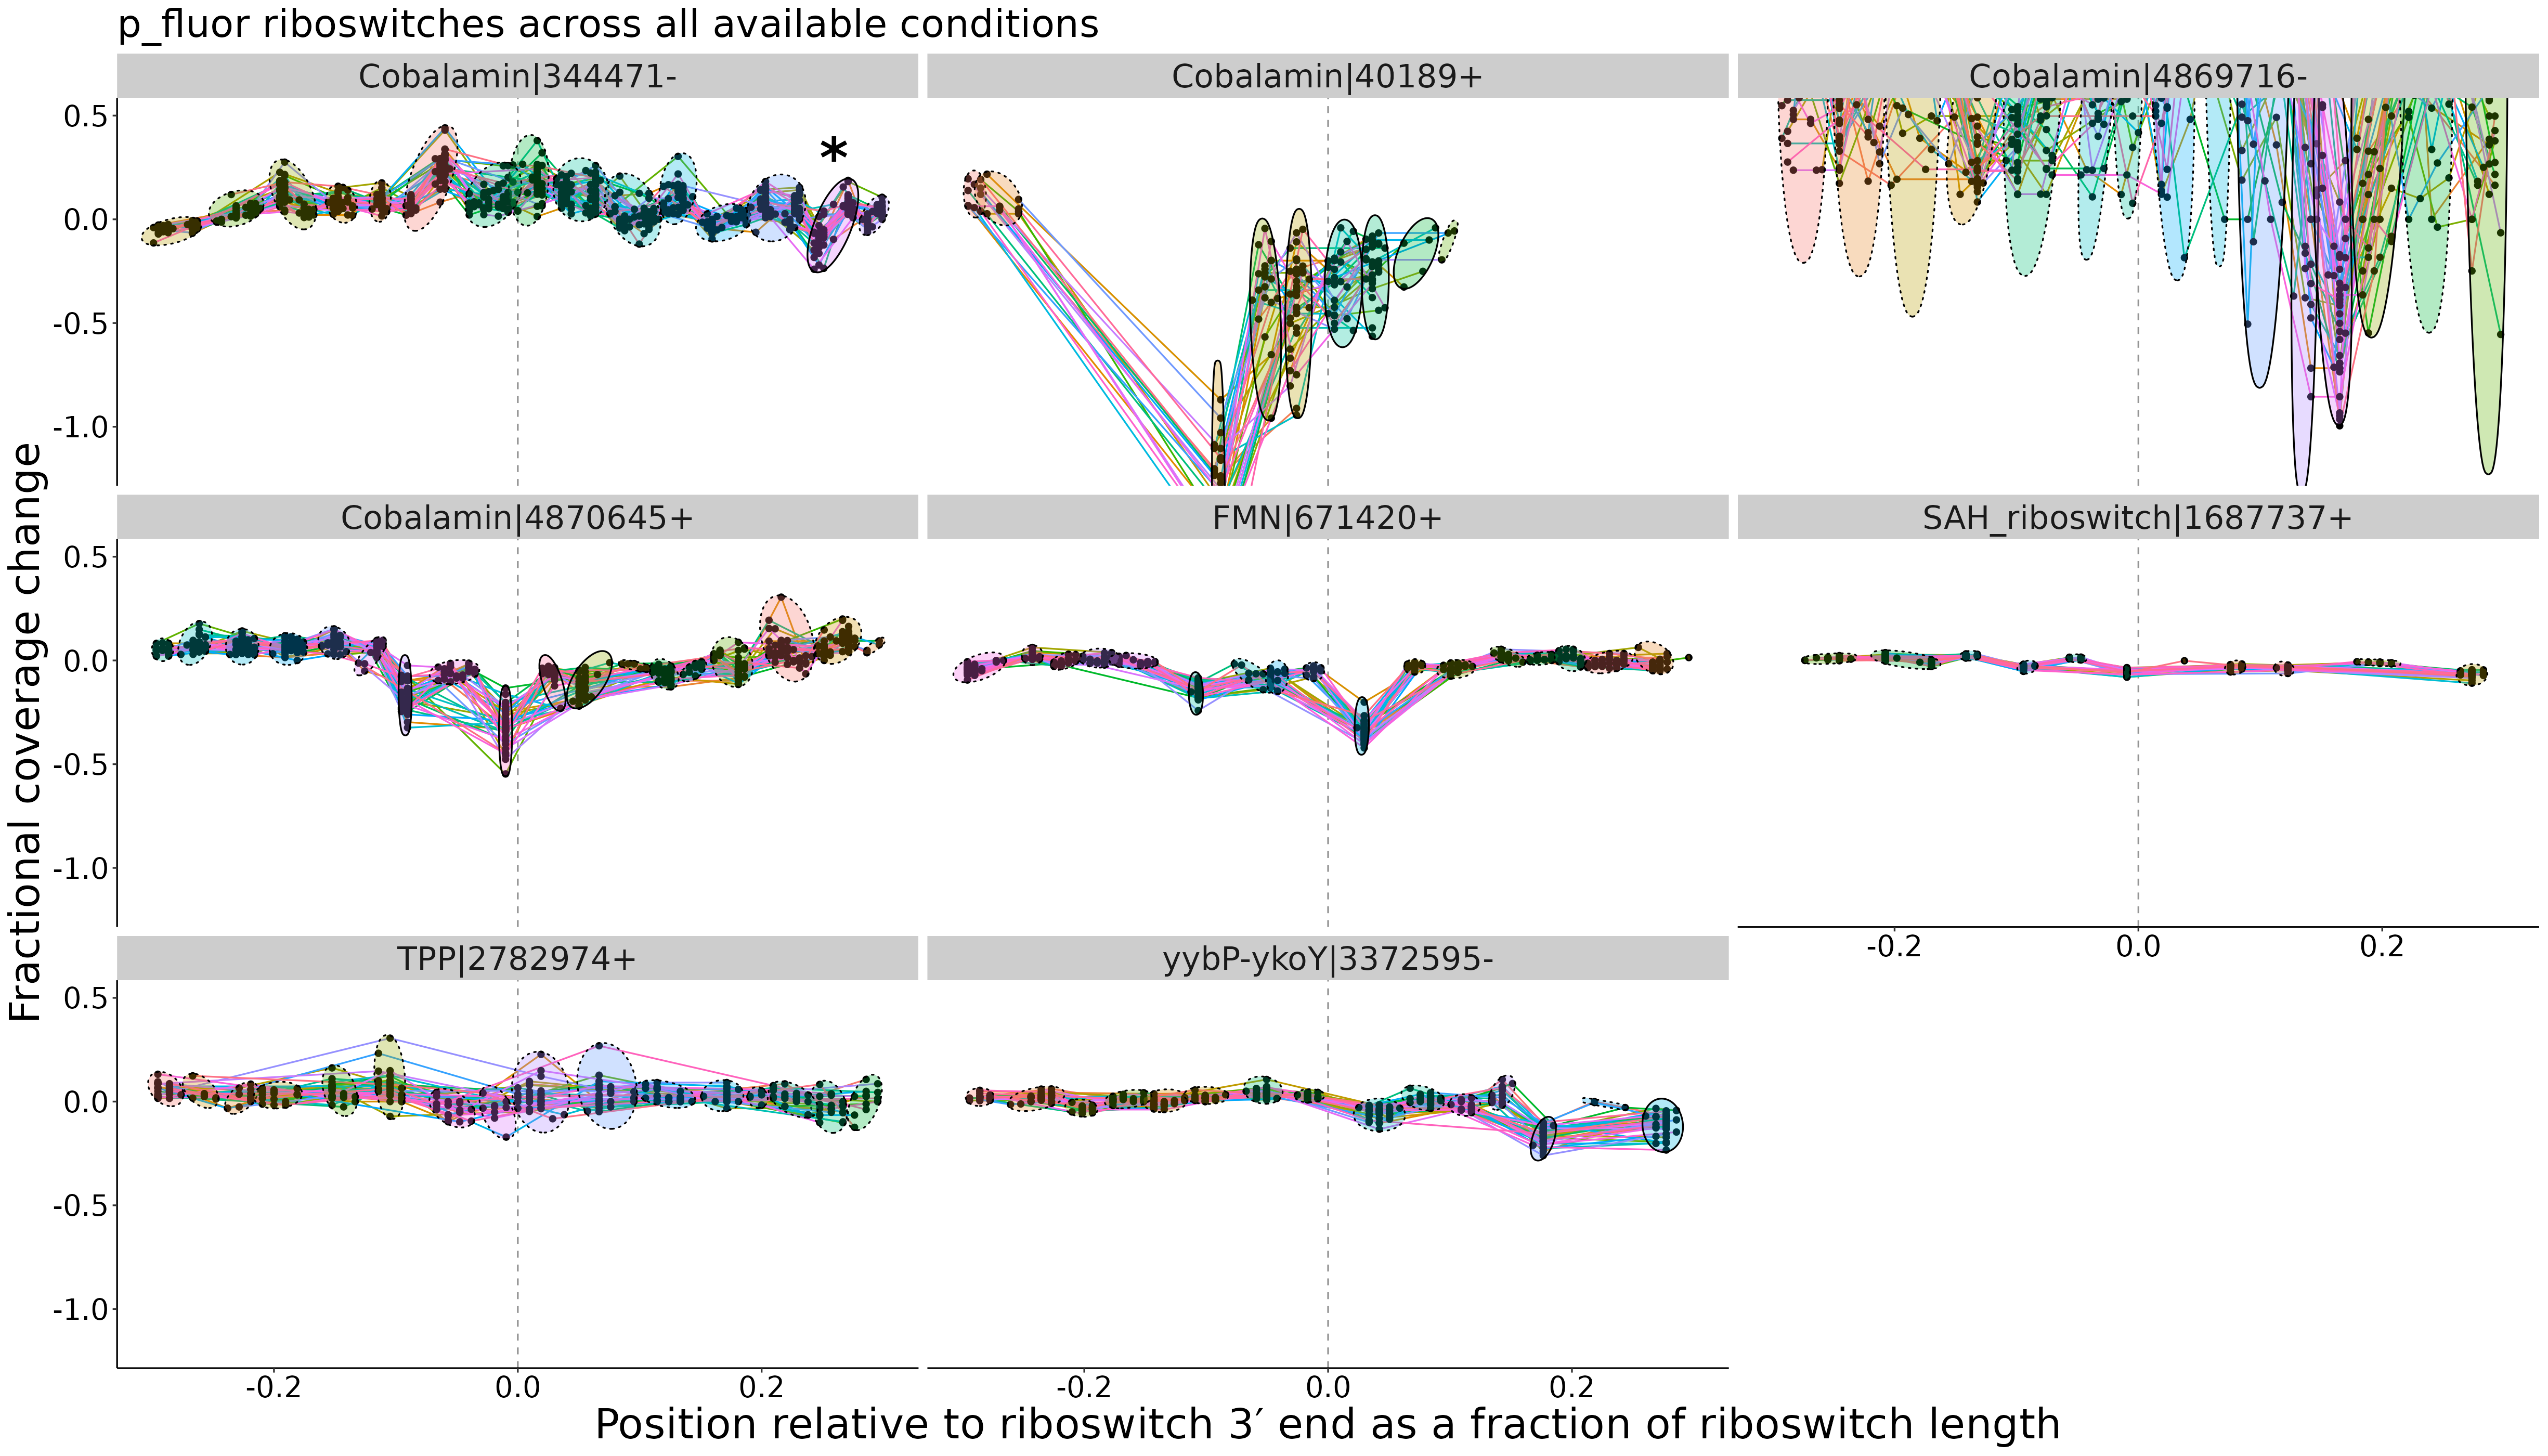 p_fluor riboswitches across all available conditions
Cobalamin|344471-
Cobalamin|40189+
Cobalamin|4869716-
0.5
0.0
-0.5
-1.0
*
Cobalamin|4870645+
FMN|671420+
SAH_riboswitch|1687737+
0.5
0.0
-0.5
-1.0
-0.2 0.0 0.2
TPP|2782974+
yybP-ykoY|3372595-
0.5
0.0
-0.5
-1.0
-0.2 0.0 0.2
-0.2 0.0 0.2
Fractional coverage change
Position relative to riboswitch 3′ end as a fraction of riboswitch length